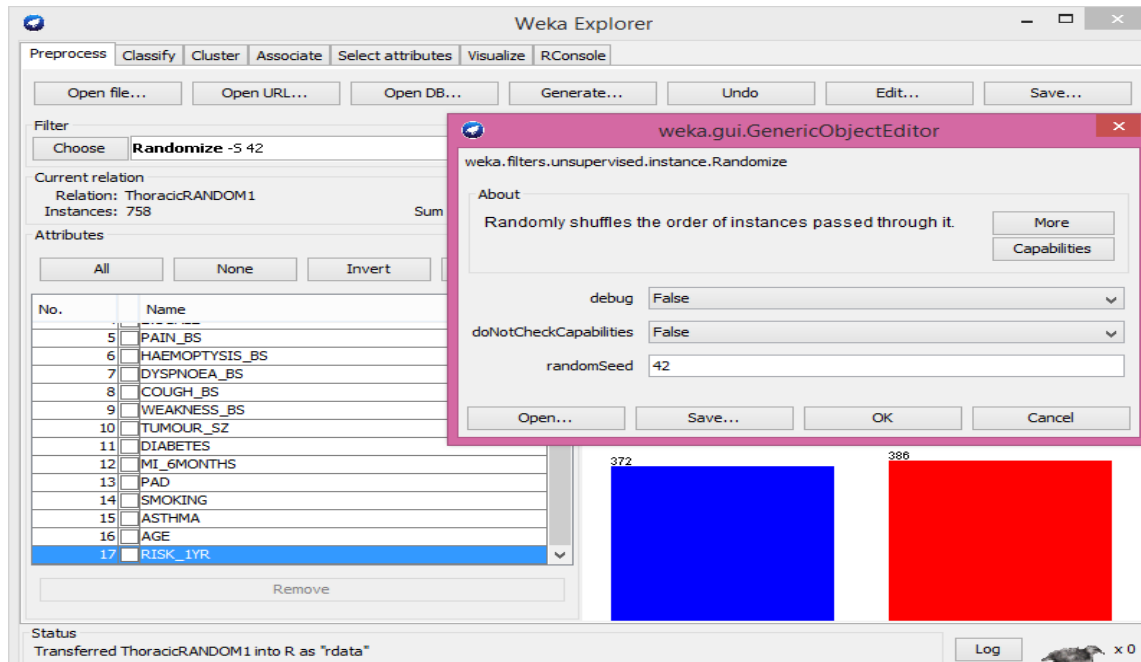 Weka Explorer
Preprocess Classify Cluster Associate Select attributes Visualize RConsole
Open file... Open URL... Open DB... Generate... Undo Edit... Save...
Filter
Choose Randomize -S 42
Current relation
Relation: ThoracicRANDOM1
Instances: 758 Sum
Attributes
All None Invert
No. Name
5 PAIN_BS
6 HAEMOPTYSIS_BS
7 DYSPNOEA_BS
8 COUGH_BS
9 WEAKNESS_BS
10 TUMOUR_SZ
11 DIABETES
12 MI_6MONTHS
13 PAD
14 SMOKING
15 ASTHMA
16 AGE
17 RISK_1YR
Remove
weka.gui.GenericObjectEditor
weka.filters.unsupervised.instance.Randomize
About
Randomly shuffles the order of instances passed through it.
More
Capabilities
debug False
doNotCheckCapabilities False
randomSeed 42
Open... Save... OK Cancel
372
386
Status
Transferred ThoracicRANDOM1 into R as "rdata"
Log x 0